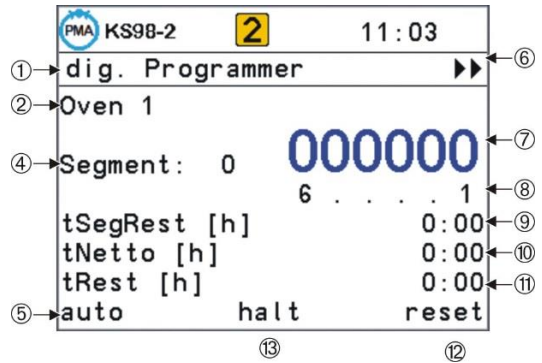 PMA KS98-2 2 11:03
⑥
① dig. Programmer ▶▶
② Oven 1
000000 ⑦
④ Segment: 0
6 . . . . 1 ⑧
tSegRest [h] 0:00 ⑨
tNetto [h] 0:00 ⑩
tRest [h] 0:00 ⑪
⑤ auto halt reset
⑬ ⑫